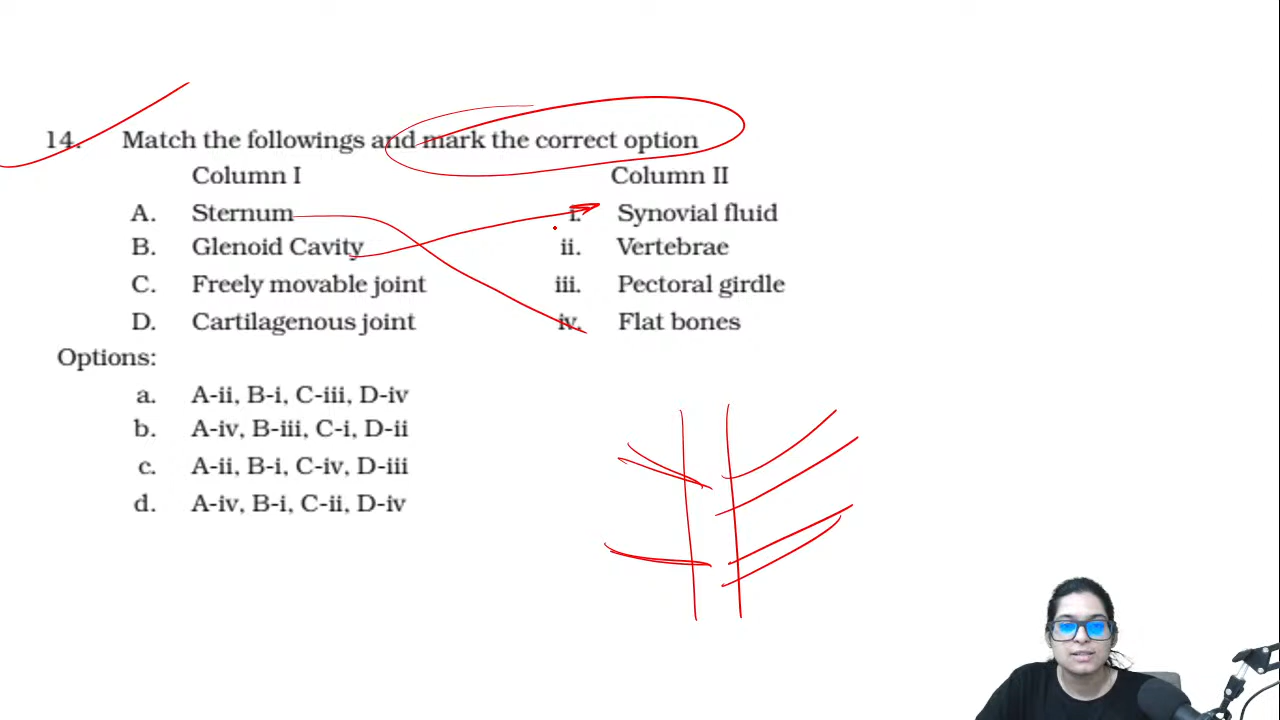 14. Match the followings and mark the correct option
Column I Column II
A. Sternum i. Synovial fluid
B. Glenoid Cavity ii. Vertebrae
C. Freely movable joint iii. Pectoral girdle
D. Cartilagenous joint iv. Flat bones
Options:
a. A-ii, B-i, C-iii, D-iv
b. A-iv, B-iii, C-i, D-ii
c. A-ii, B-i, C-iv, D-iii
d. A-iv, B-i, C-ii, D-iv